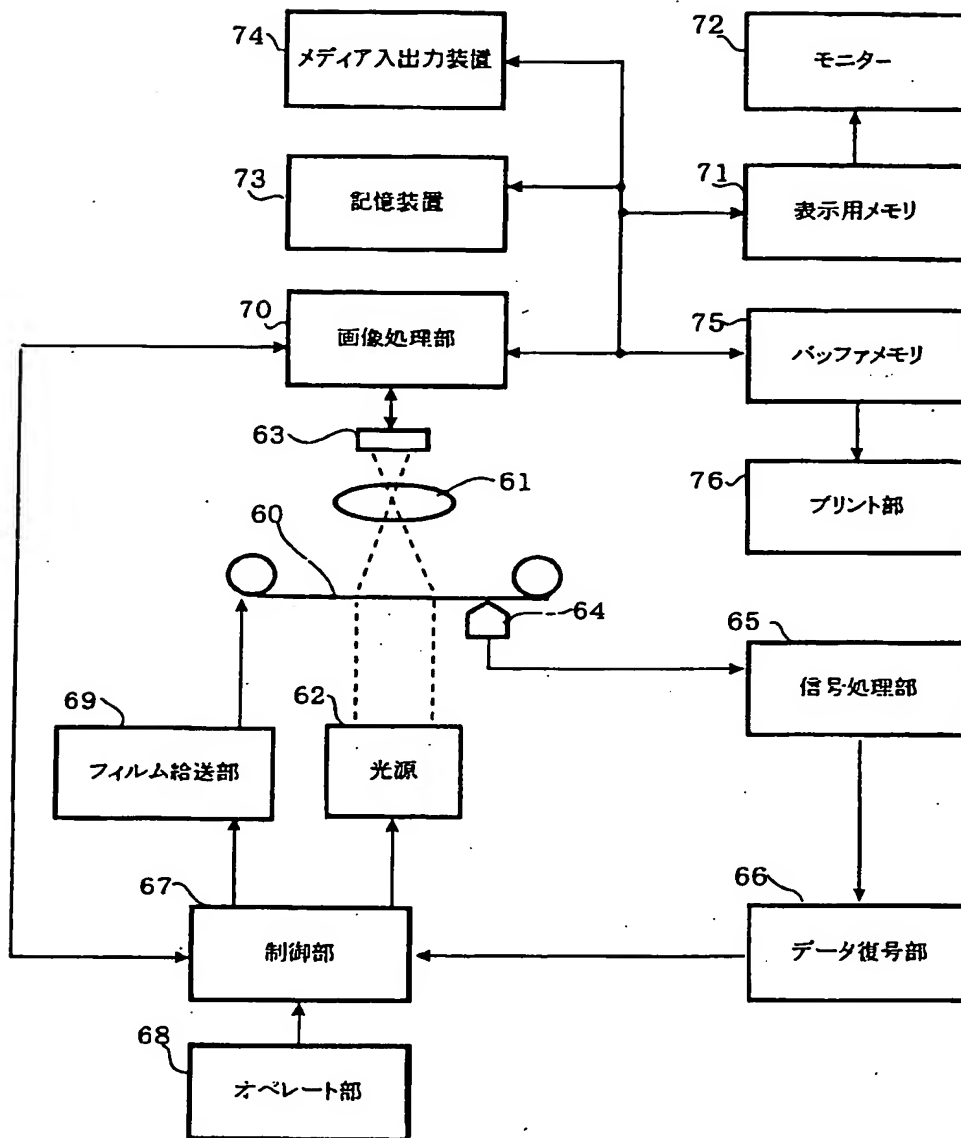 74
メディア入出力装置
72
モニター
73
記憶装置
71
表示用メモリ
70
画像処理部
75
バッファメモリ
63
61
76
プリント部
60
64
65
信号処理部
69
フィルム給送部
62
光源
67
制御部
66
データ復号部
68
オペレート部